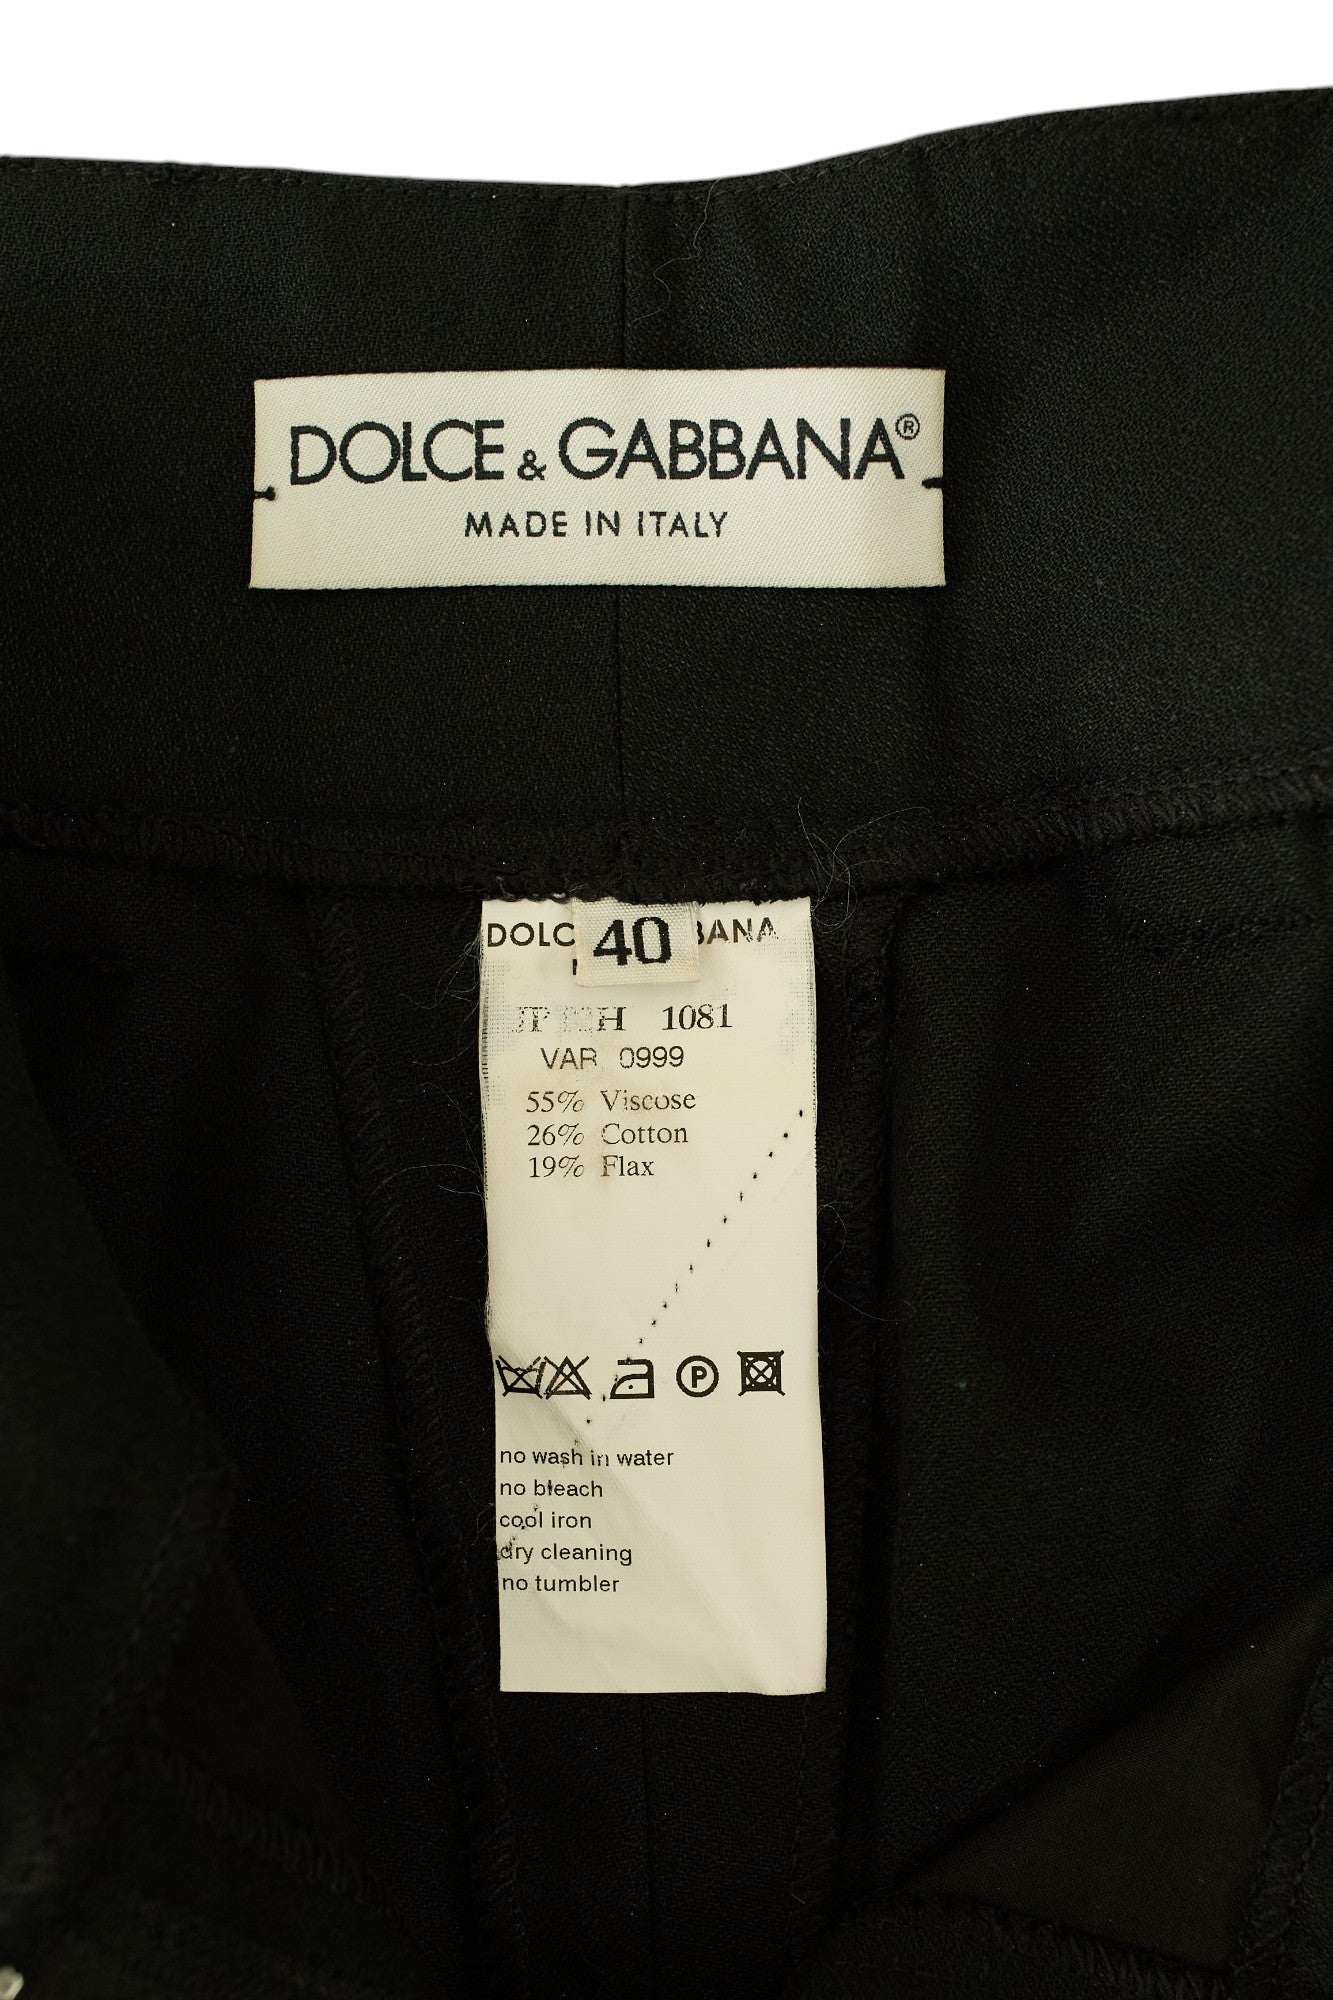 DOLCE & GABBANA®
MADE IN ITALY
40
1081
VAR 0999
55% Viscose
26% Cotton
19% Flax
P
no wash in water
no bleach
cool iron
dry cleaning
no tumbler